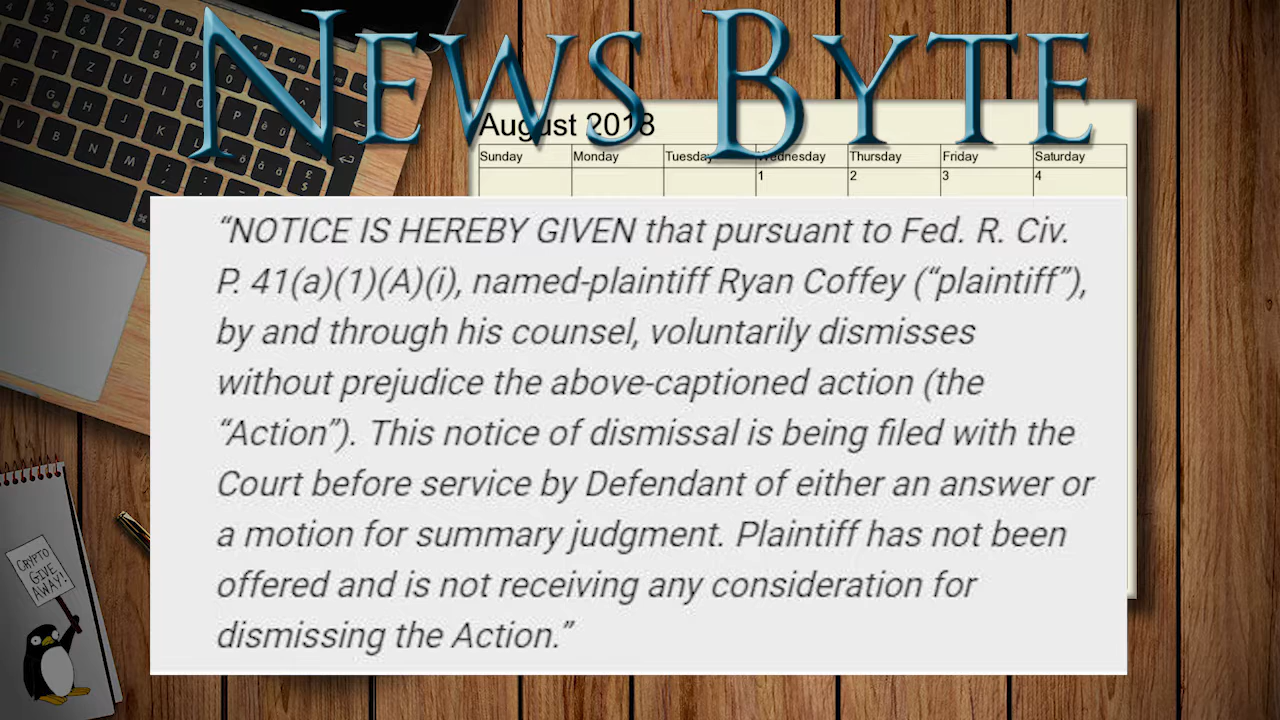 NEWS BYTE
August 2018
Sunday Monday Tuesday Wednesday Thursday Friday Saturday
1 2 3 4
“NOTICE IS HEREBY GIVEN that pursuant to Fed. R. Civ.
P. 41(a)(1)(A)(i), named-plaintiff Ryan Coffey (“plaintiff”),
by and through his counsel, voluntarily dismisses
without prejudice the above-captioned action (the
“Action”). This notice of dismissal is being filed with the
Court before service by Defendant of either an answer or
a motion for summary judgment. Plaintiff has not been
offered and is not receiving any consideration for
dismissing the Action.”
CRYPTO
GIVE
AWAY!